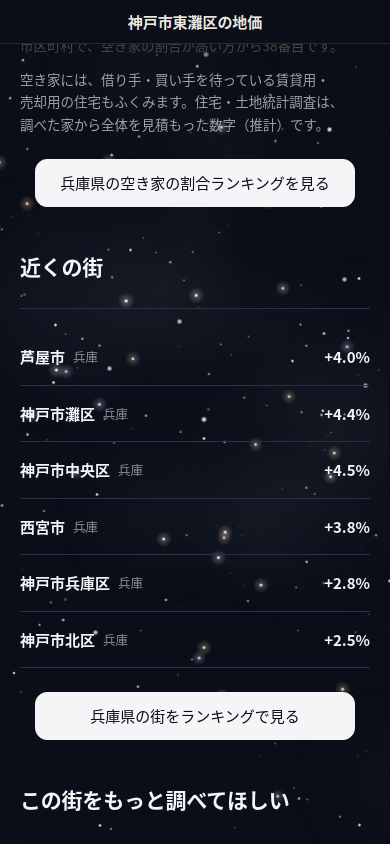 神戸市東灘区の地価
市区町村で、空き家の割合が高い方から38番目です。
空き家には、借り手・買い手を待っている賃貸用・
売却用の住宅もふくみます。住宅・土地統計調査は、
調べた家から全体を見積もった数字（推計）です。
兵庫県の空き家の割合ランキングを見る
近くの街
芦屋市 兵庫 +4.0%
神戸市灘区 兵庫 +4.4%
神戸市中央区 兵庫 +4.5%
西宮市 兵庫 +3.8%
神戸市兵庫区 兵庫 +2.8%
神戸市北区 兵庫 +2.5%
兵庫県の街をランキングで見る
この街をもっと調べてほしい